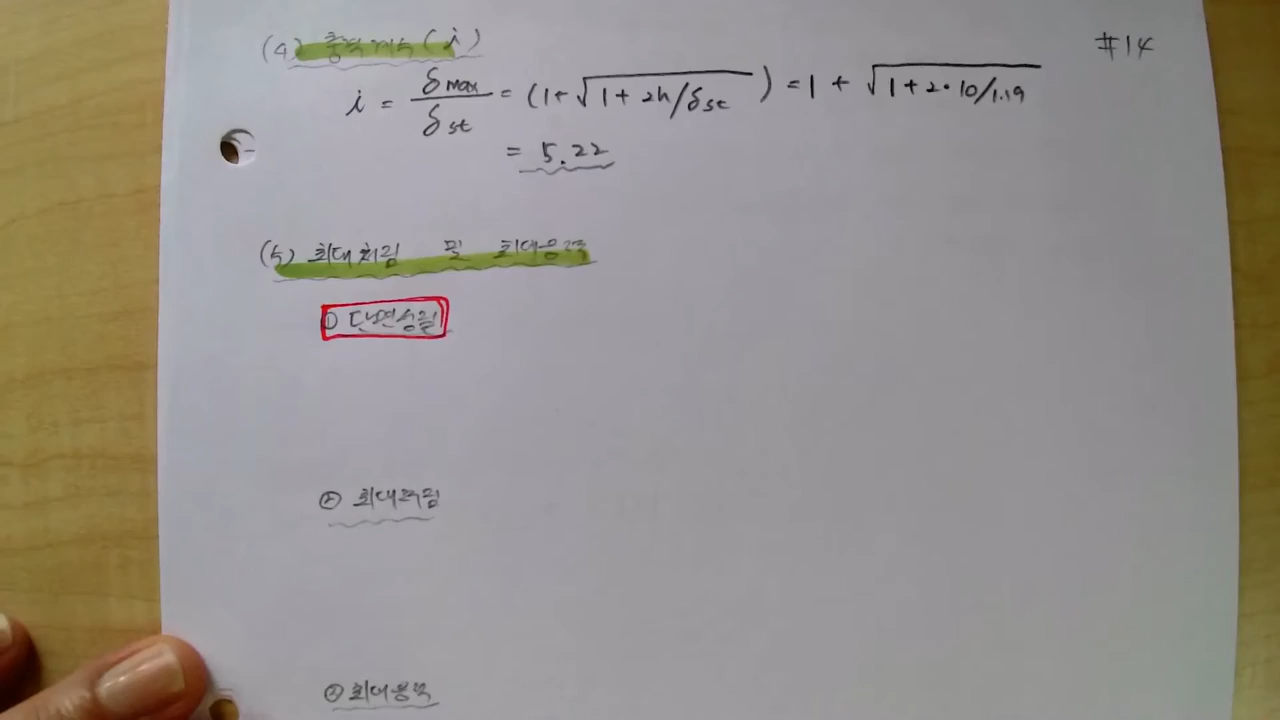 (4) 충격계수(i)
#14
i = δmax/δst = (1+√1+2h/δst) = 1 + √1+2·10/1.19
= 5.22
(5) 최대처짐 및 최대응력
① 단면성질
② 최대처짐
③ 최대응력